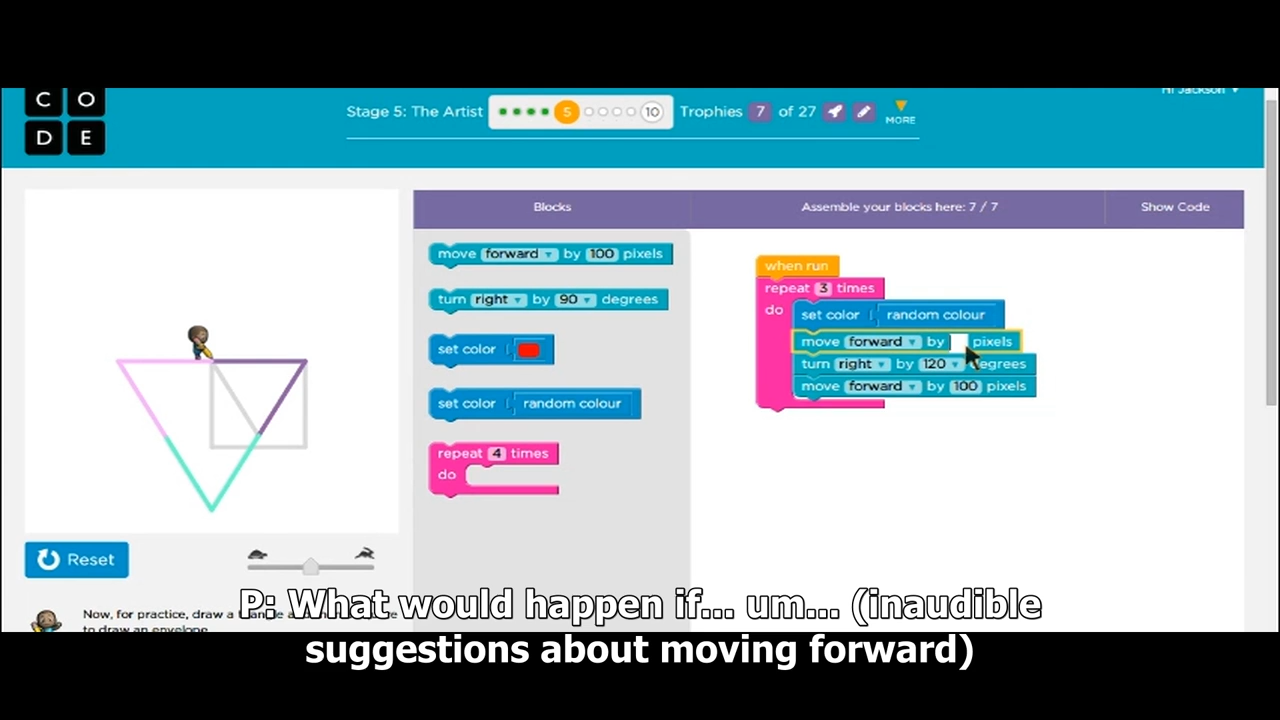 C O
D E
Hi Jackson
Stage 5: The Artist 5 10 Trophies 7 of 27 MORE
Blocks
Assemble your blocks here: 7 / 7
Show Code
move forward by 100 pixels
turn right by 90 degrees
set color
set color random colour
repeat 4 times
do
when run
repeat 3 times
do
set color random colour
move forward by pixels
turn right by 120 degrees
move forward by 100 pixels
Reset
Now, for practice, draw a
to draw an envelope
P: What would happen if... um... (inaudible
suggestions about moving forward)